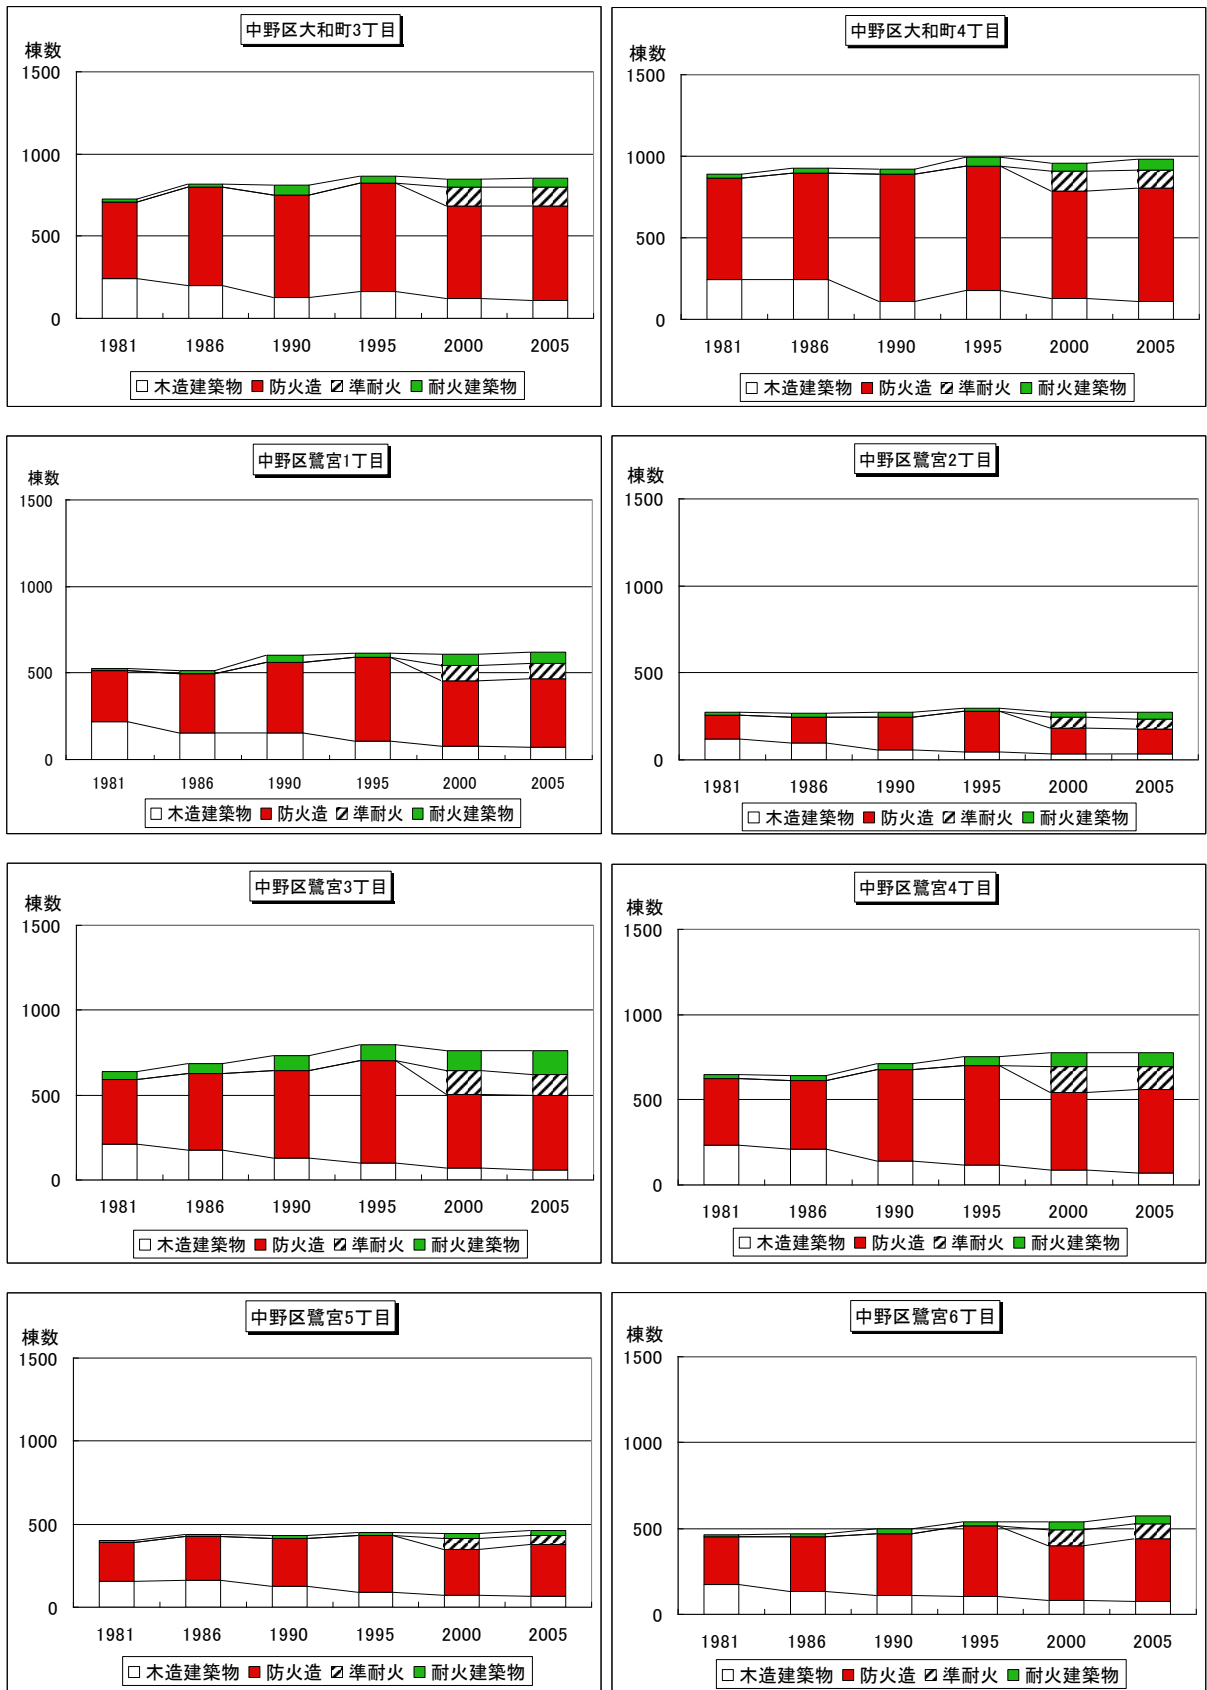 中野区大和町3丁目
棟数
1500
1000
500
0
1981 1986 1990 1995 2000 2005
木造建築物 防火造 準耐火 耐火建築物
中野区大和町4丁目
棟数
1500
1000
500
0
1981 1986 1990 1995 2000 2005
木造建築物 防火造 準耐火 耐火建築物
中野区鷺宮1丁目
棟数
1500
1000
500
0
1981 1986 1990 1995 2000 2005
木造建築物 防火造 準耐火 耐火建築物
中野区鷺宮2丁目
棟数
1500
1000
500
0
1981 1986 1990 1995 2000 2005
木造建築物 防火造 準耐火 耐火建築物
中野区鷺宮3丁目
棟数
1500
1000
500
0
1981 1986 1990 1995 2000 2005
木造建築物 防火造 準耐火 耐火建築物
中野区鷺宮4丁目
棟数
1500
1000
500
0
1981 1986 1990 1995 2000 2005
木造建築物 防火造 準耐火 耐火建築物
中野区鷺宮5丁目
棟数
1500
1000
500
0
1981 1986 1990 1995 2000 2005
木造建築物 防火造 準耐火 耐火建築物
中野区鷺宮6丁目
棟数
1500
1000
500
0
1981 1986 1990 1995 2000 2005
木造建築物 防火造 準耐火 耐火建築物